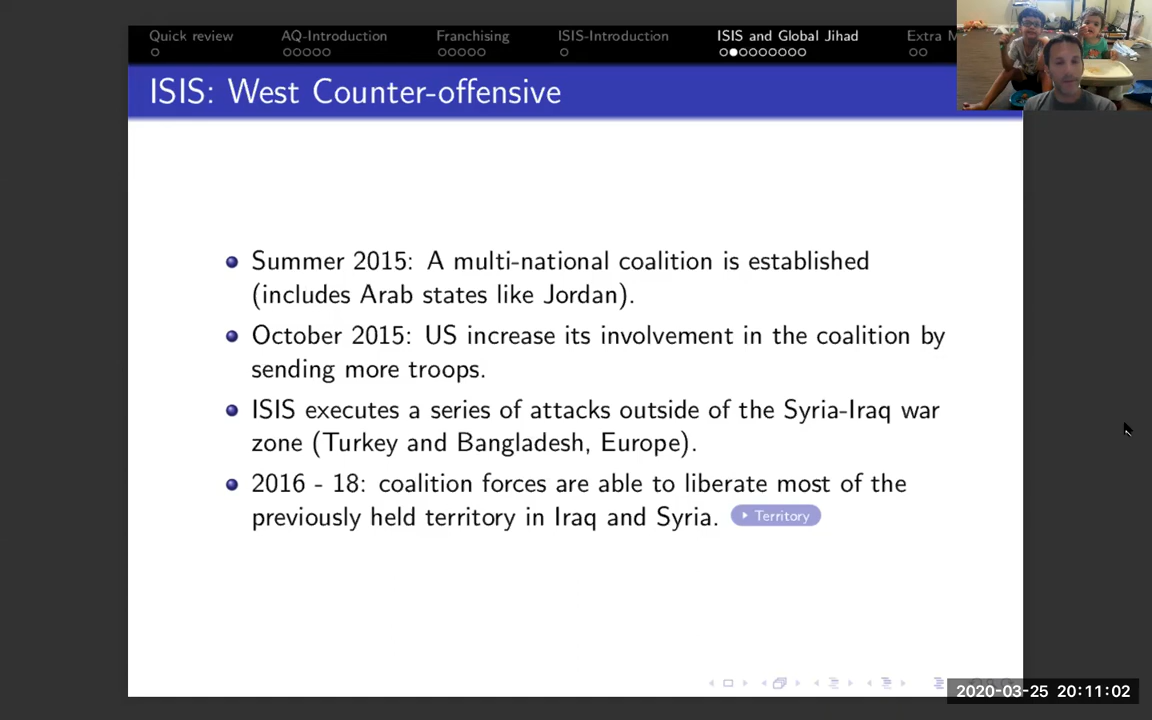 Quick review AQ-Introduction Franchising ISIS-Introduction ISIS and Global Jihad Extra M
ISIS: West Counter-offensive
Summer 2015: A multi-national coalition is established
(includes Arab states like Jordan).
October 2015: US increase its involvement in the coalition by
sending more troops.
ISIS executes a series of attacks outside of the Syria-Iraq war
zone (Turkey and Bangladesh, Europe).
2016 - 18: coalition forces are able to liberate most of the
previously held territory in Iraq and Syria. Territory
2020-03-25 20:11:02